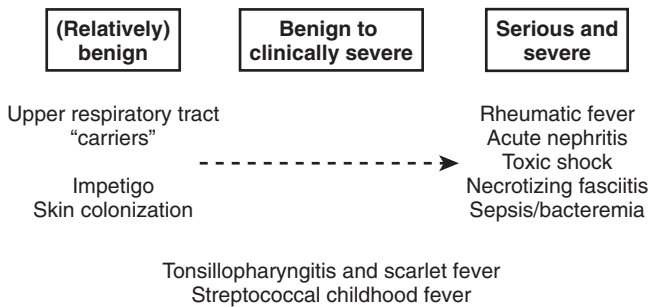 (Relatively)
benign
Benign to
clinically severe
Serious and
severe
Upper respiratory tract
“carriers”
Impetigo
Skin colonization
Rheumatic fever
Acute nephritis
Toxic shock
Necrotizing fasciitis
Sepsis/bacteremia
Tonsillopharyngitis and scarlet fever
Streptococcal childhood fever